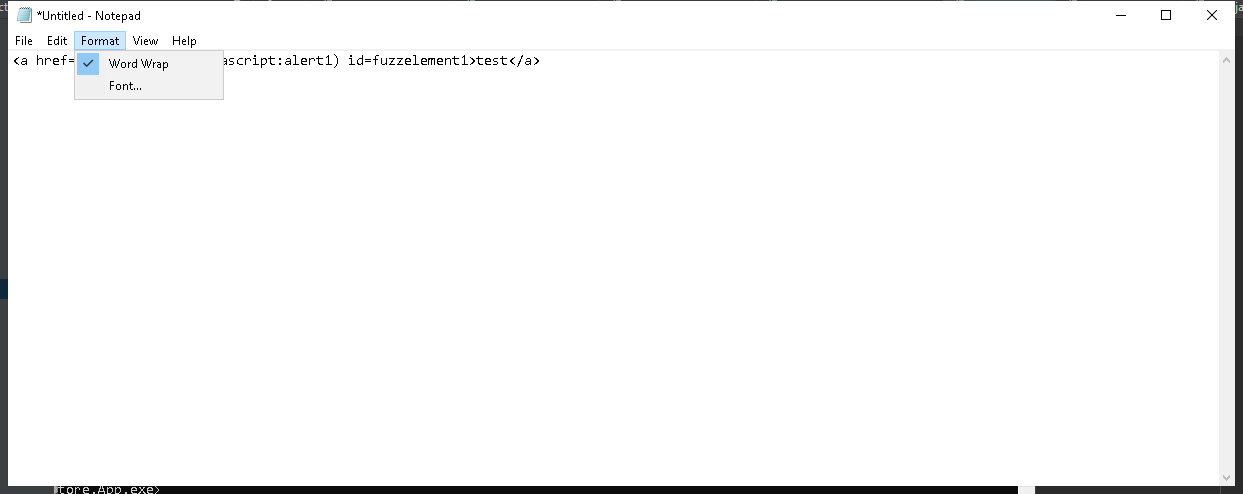 *Untitled - Notepad
File Edit Format View Help
<a href= ascript:alert1) id=fuzzelement1>test</a>
Word Wrap
Font...
tore.App.exe>